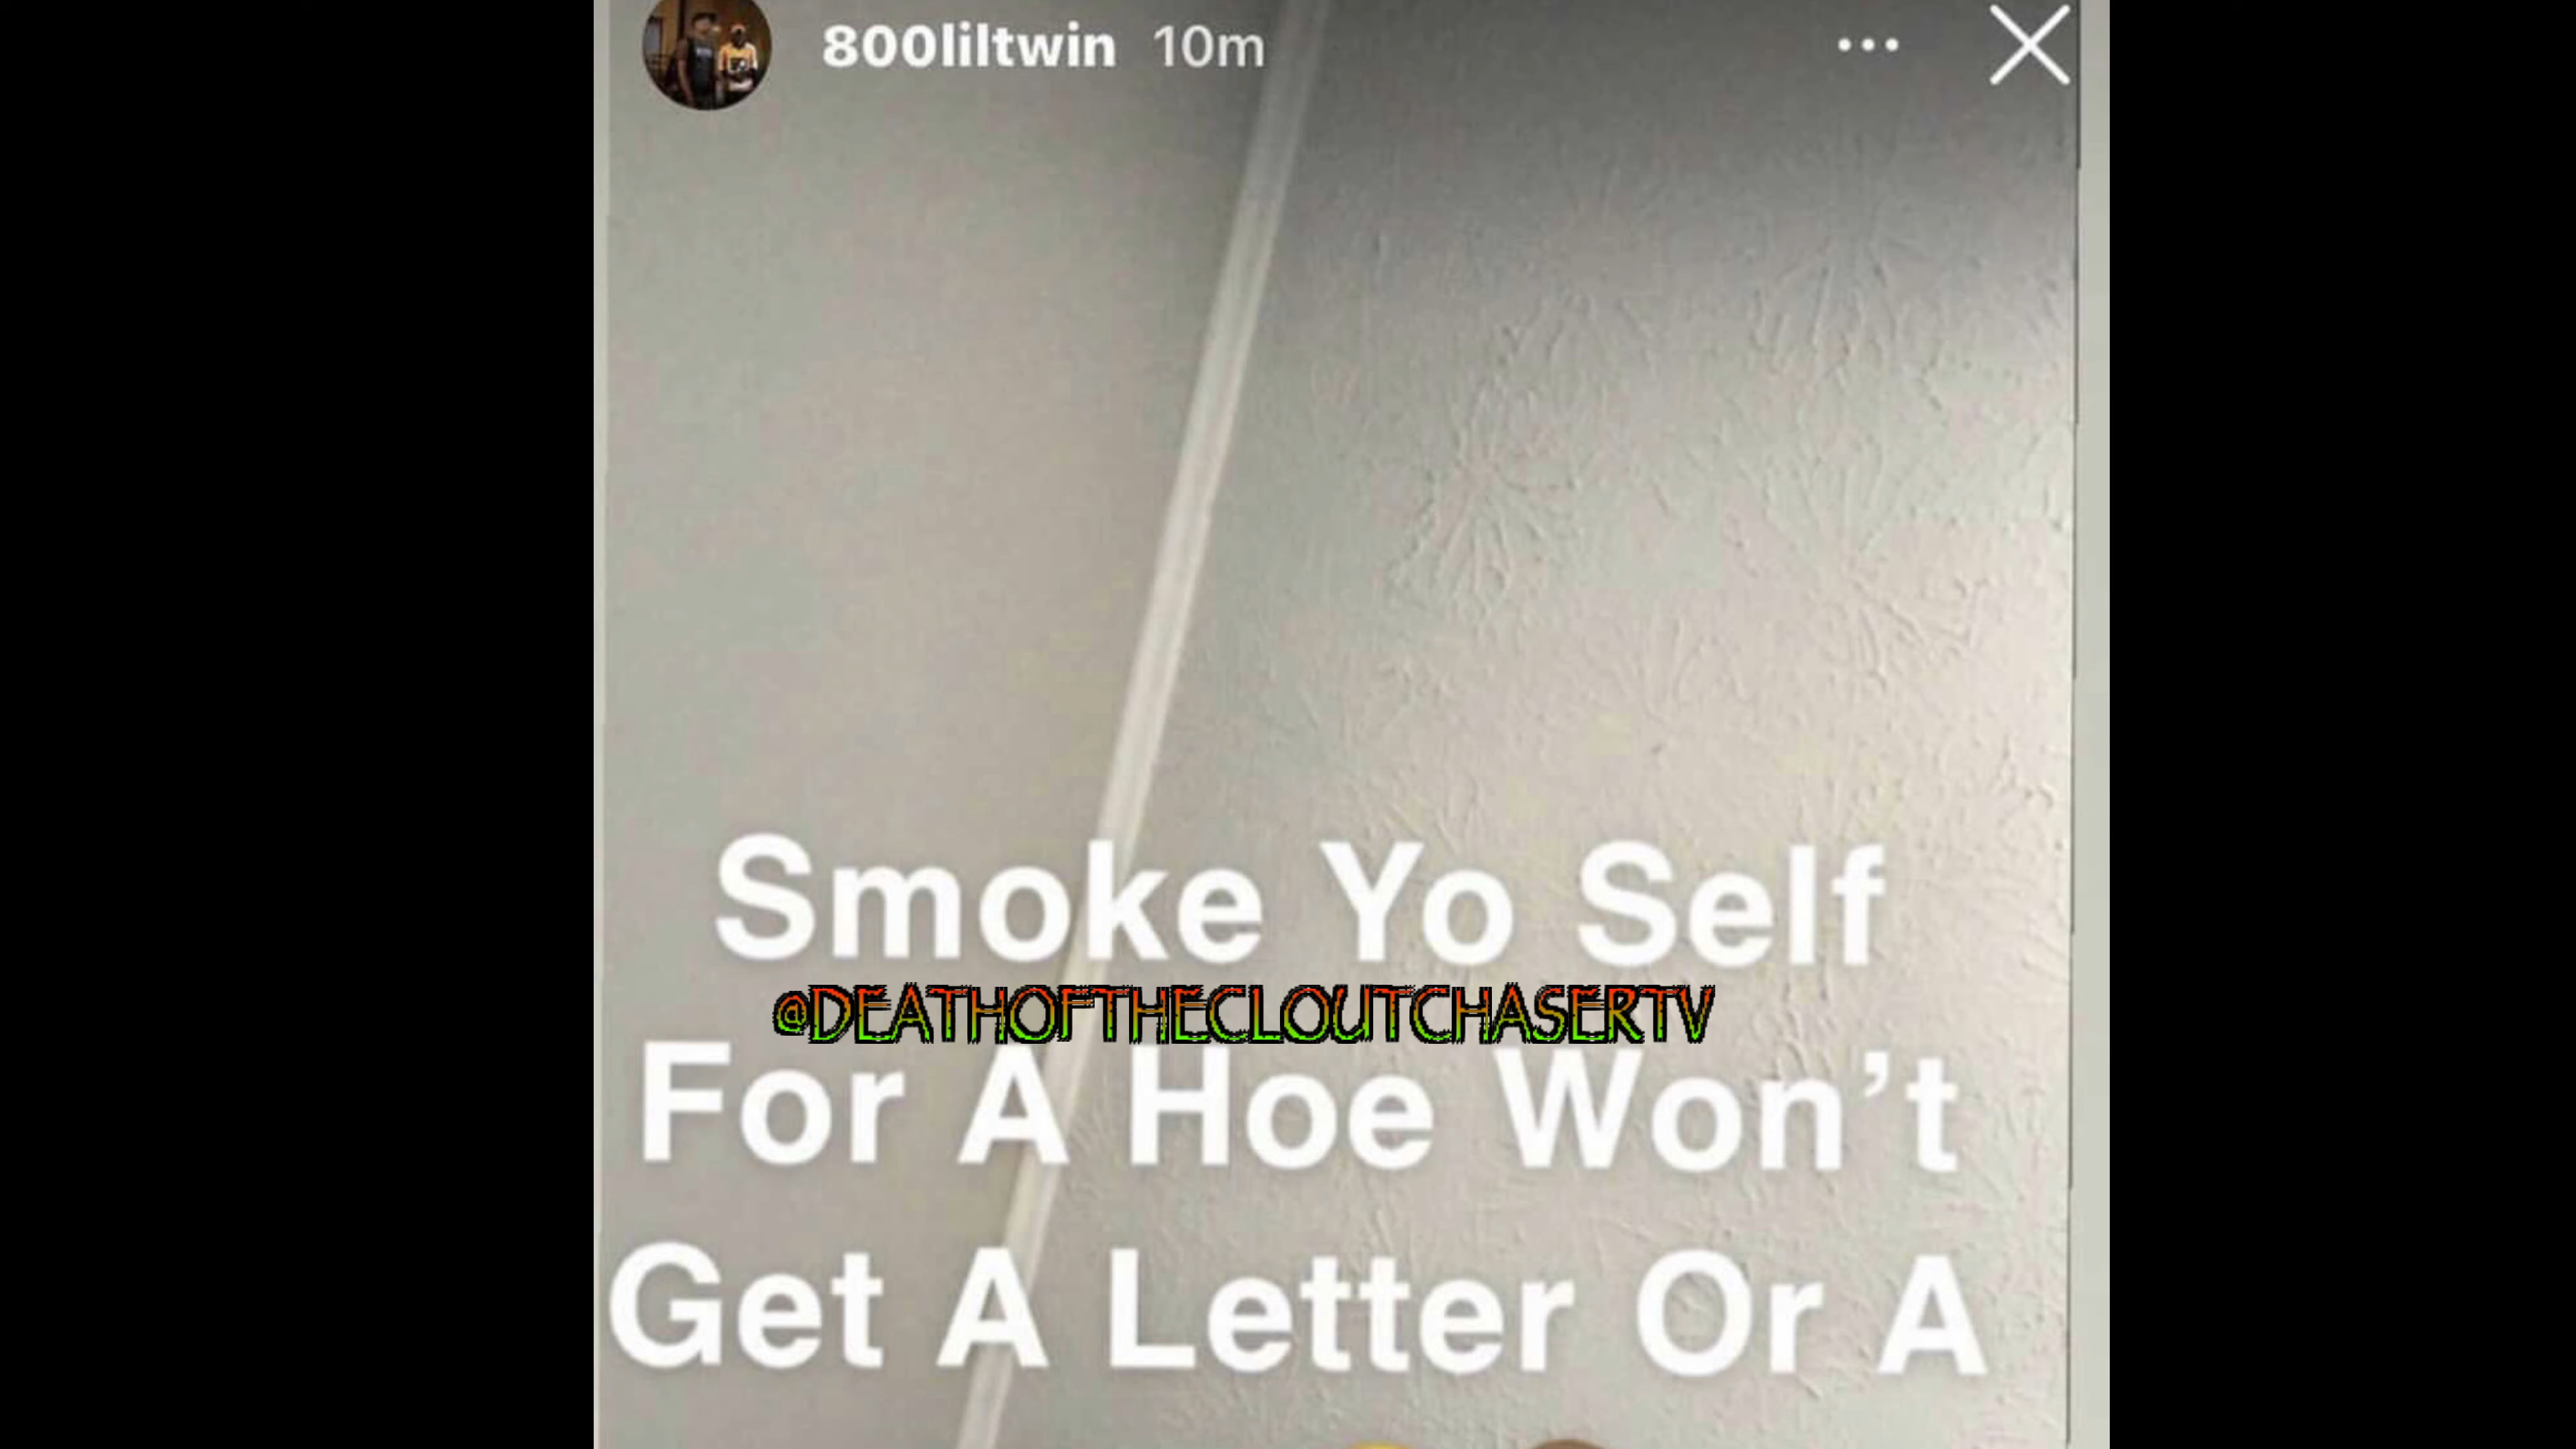 800liltwin 10m
Smoke Yo Self
@DEATHOFTHECLOUTCHASERTV
For A Hoe Won't
Get A Letter Or A